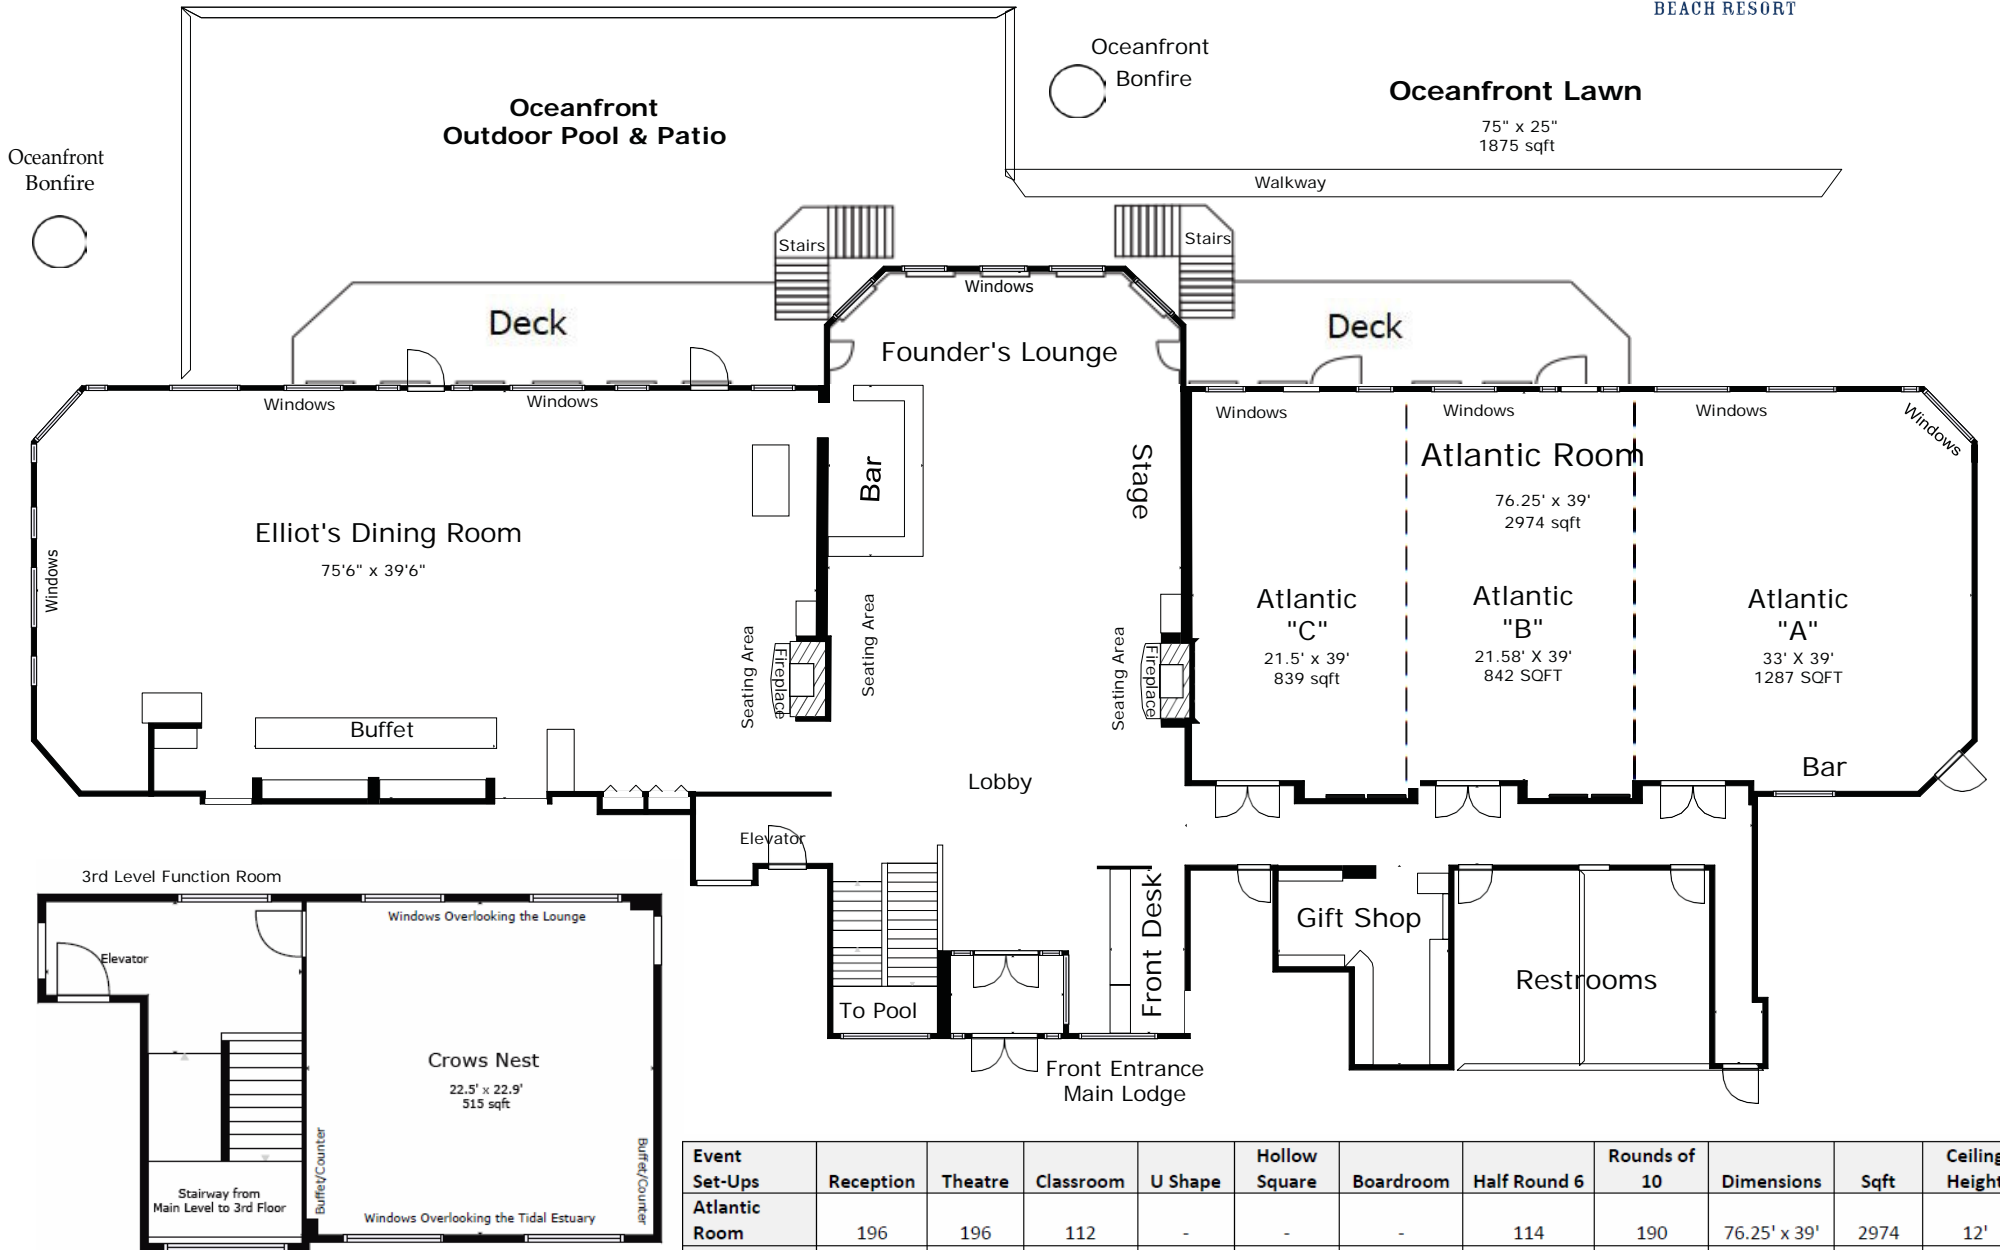 BEACH RESORT
Oceanfront
Bonfire
Oceanfront Lawn
75" x 25"
1875 sqft
Oceanfront
Outdoor Pool & Patio
Oceanfront
Bonfire
Walkway
Stairs
Stairs
Windows
Deck
Deck
Founder's Lounge
Windows
Windows
Windows
Windows
Windows
Windows
Atlantic Room
76.25' x 39'
2974 sqft
Bar
Stage
Elliot's Dining Room
75'6" x 39'6"
Windows
Atlantic
"C"
21.5' x 39'
839 sqft
Atlantic
"B"
21.58' X 39'
842 SQFT
Atlantic
"A"
33' X 39'
1287 SQFT
Seating Area
Fireplace
Seating Area
Seating Area
Fireplace
Buffet
Lobby
Bar
Elevator
3rd Level Function Room
Windows Overlooking the Lounge
Elevator
Front Desk
Gift Shop
Restrooms
To Pool
Crows Nest
22.5' x 22.9'
515 sqft
Front Entrance
Main Lodge
Buffet/Counter
Buffet/Counter
Stairway from
Main Level to 3rd Floor
Windows Overlooking the Tidal Estuary
Event Set-Ups Reception Theatre Classroom U Shape Hollow Square Boardroom Half Round 6 Rounds of 10 Dimensions Sqft Ceiling Height
Atlantic Room 196 196 112 - - - 114 190 76.25' x 39' 2974 12'